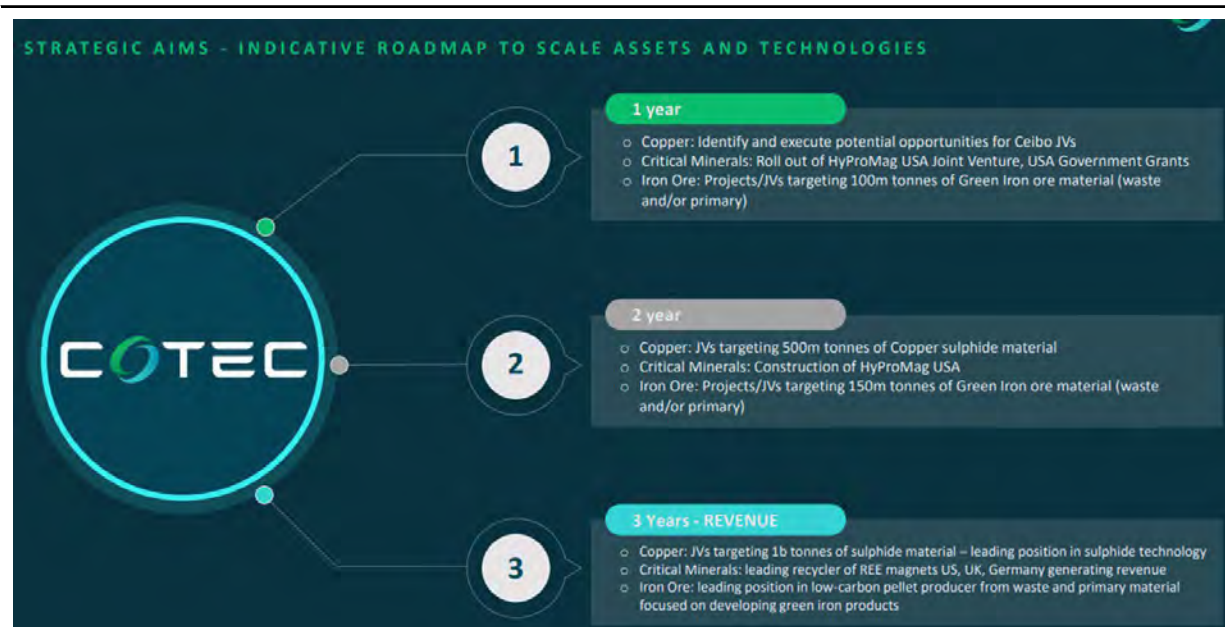 STRATEGIC AIMS - INDICATIVE ROADMAP TO SCALE ASSETS AND TECHNOLOGIES
COTEC
1
1 year
o Copper: Identify and execute potential opportunities for Ceibo JVs
o Critical Minerals: Roll out of HyProMag USA Joint Venture, USA Government Grants
o Iron Ore: Projects/JVs targeting 100m tonnes of Green Iron ore material (waste
and/or primary)
2
2 year
o Copper: JVs targeting 500m tonnes of Copper sulphide material
o Critical Minerals: Construction of HyProMag USA
o Iron Ore: Projects/JVs targeting 150m tonnes of Green Iron ore material (waste
and/or primary)
3
3 Years - REVENUE
o Copper: JVs targeting 1b tonnes of sulphide material – leading position in sulphide technology
o Critical Minerals: leading recycler of REE magnets US, UK, Germany generating revenue
o Iron Ore: leading position in low-carbon pellet producer from waste and primary material
focused on developing green iron products